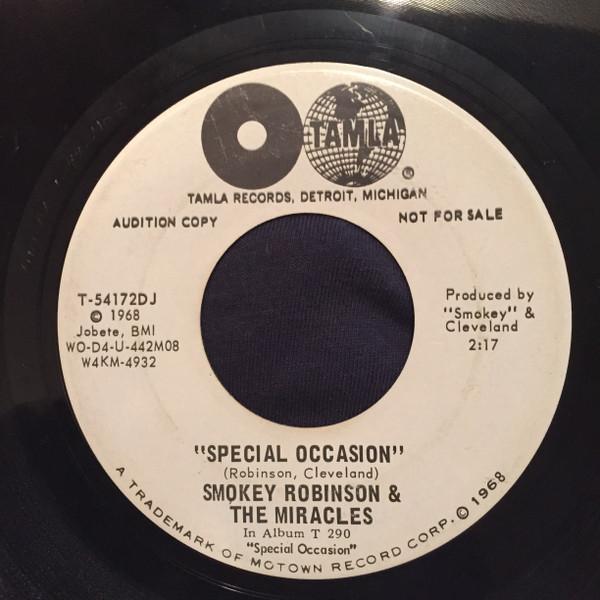 TAMLA
®
TAMLA RECORDS, DETROIT, MICHIGAN
AUDITION COPY
NOT FOR SALE
T-54172DJ
© 1968
Jobete, BMI
WO-D4-U-442M08
W4KM-4932
Produced by
"Smokey" &
Cleveland
2:17
"SPECIAL OCCASION"
(Robinson, Cleveland)
SMOKEY ROBINSON &
THE MIRACLES
In Album T 290
"Special Occasion"
A TRADEMARK OF MOTOWN RECORD CORP. © 1968